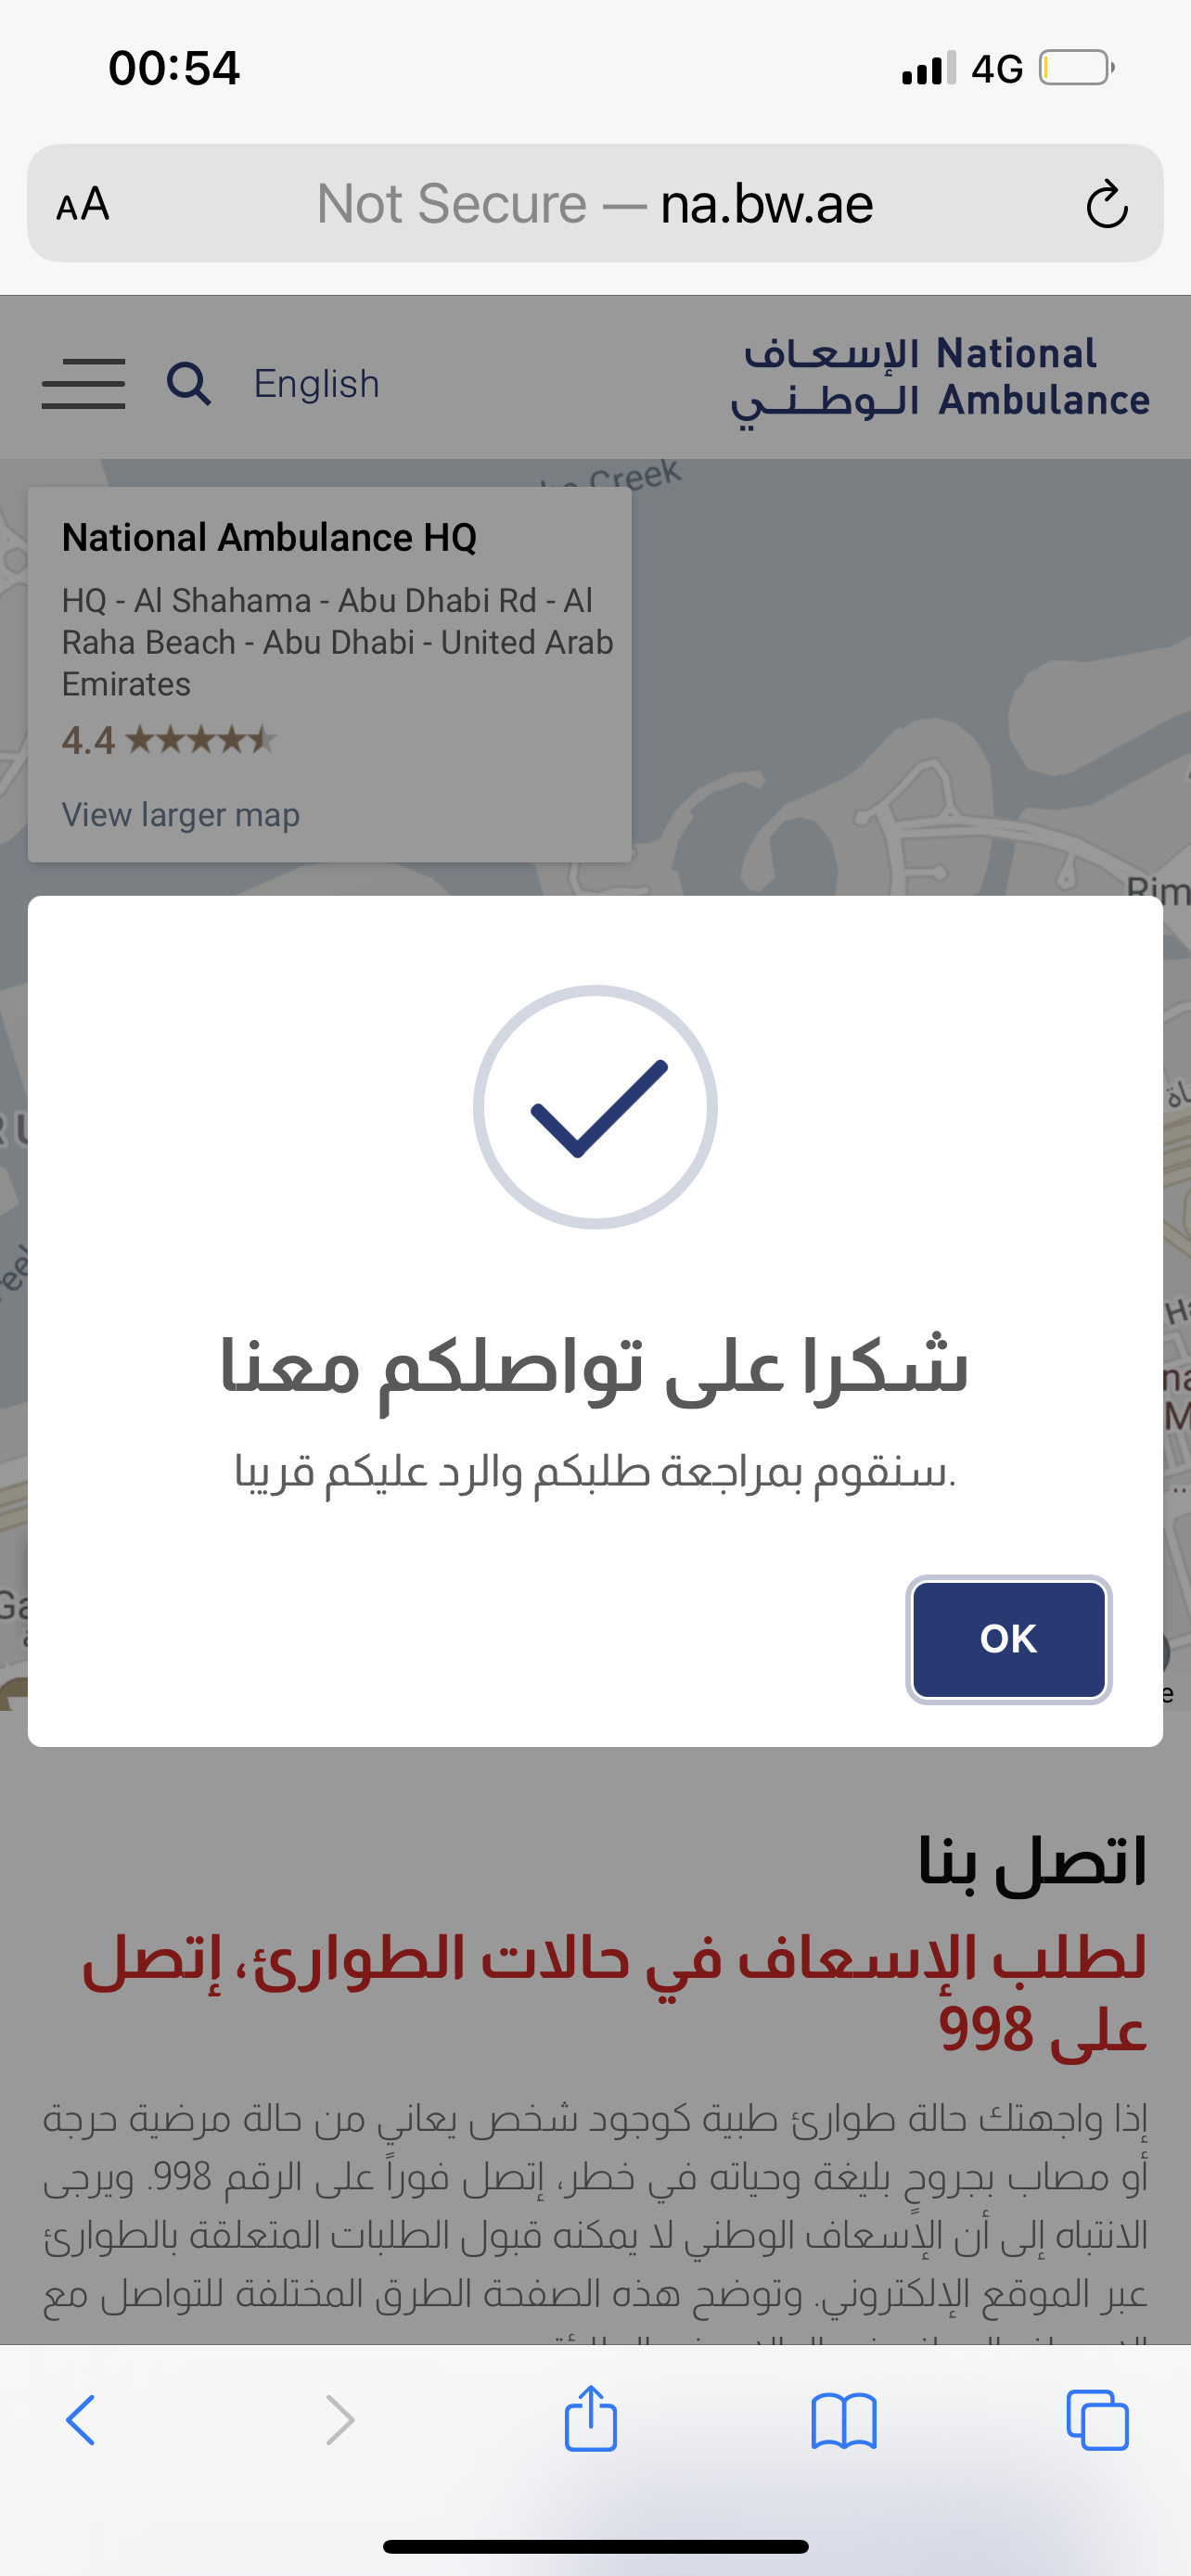 00:54
4G
AA
Not Secure — na.bw.ae
English
الإسعاف National
الوطني Ambulance
Creek
National Ambulance HQ
HQ - Al Shahama - Abu Dhabi Rd - Al
Raha Beach - Abu Dhabi - United Arab
Emirates
4.4
View larger map
شكرا على تواصلكم معنا
سنقوم بمراجعة طلبكم والرد عليكم قريبا.
OK
اتصل بنا
لطلب الإسعاف في حالات الطوارئ، إتصل
على 998
إذا واجهتك حالة طوارئ طبية كوجود شخص يعاني من حالة مرضية حرجة
أو مصاب بجروحٍ بليغة وحياته في خطر، إتصل فوراً على الرقم 998. ويرجى
الانتباه إلى أن الإسعاف الوطني لا يمكنه قبول الطلبات المتعلقة بالطوارئ
عبر الموقع الإلكتروني. وتوضح هذه الصفحة الطرق المختلفة للتواصل مع